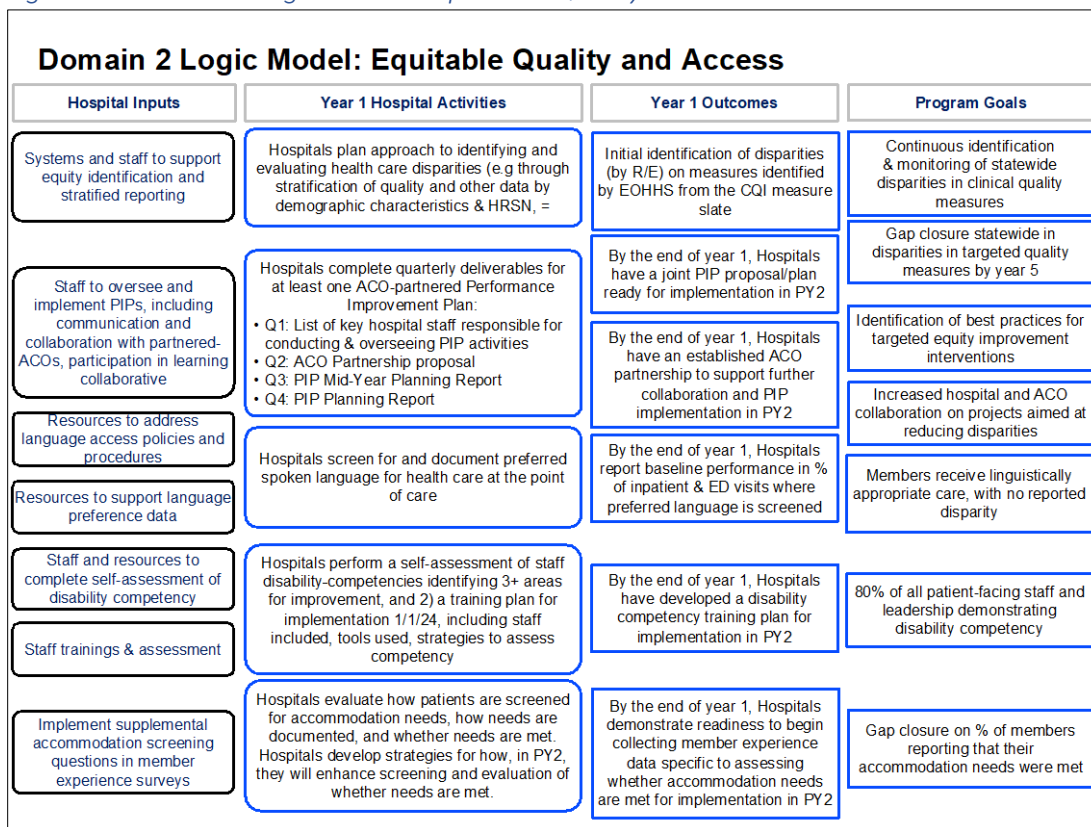 Domain 2 Logic Model: Equitable Quality and Access
Hospital Inputs
Year 1 Hospital Activities
Year 1 Outcomes
Program Goals
Systems and staff to support
equity identification and
stratified reporting
Hospitals plan approach to identifying and
evaluating health care disparities (e.g through
stratification of quality and other data by
demographic characteristics & HRSN, =
Initial identification of disparities
(by R/E) on measures identified
by EOHHS from the CQI measure
slate
Continuous identification
& monitoring of statewide
disparities in clinical quality
measures
Gap closure statewide in
disparities in targeted quality
measures by year 5
Staff to oversee and
implement PIPs, including
communication and
collaboration with partnered-
ACOs, participation in learning
collaborative
Hospitals complete quarterly deliverables for
at least one ACO-partnered Performance
Improvement Plan:
• Q1: List of key hospital staff responsible for
conducting & overseeing PIP activities
• Q2: ACO Partnership proposal
• Q3: PIP Mid-Year Planning Report
• Q4: PIP Planning Report
By the end of year 1, Hospitals
have a joint PIP proposal/plan
ready for implementation in PY2
By the end of year 1, Hospitals
have an established ACO
partnership to support further
collaboration and PIP
implementation in PY2
Identification of best practices for
targeted equity improvement
interventions
Increased hospital and ACO
collaboration on projects aimed at
reducing disparities
Resources to address
language access policies and
procedures
Resources to support language
preference data
Hospitals screen for and document preferred
spoken language for health care at the point
of care
By the end of year 1, Hospitals
report baseline performance in %
of inpatient & ED visits where
preferred language is screened
Members receive linguistically
appropriate care, with no reported
disparity
Staff and resources to
complete self-assessment of
disability competency
Staff trainings & assessment
Hospitals perform a self-assessment of staff
disability-competencies identifying 3+ areas
for improvement, and 2) a training plan for
implementation 1/1/24, including staff
included, tools used, strategies to assess
competency
By the end of year 1, Hospitals
have developed a disability
competency training plan for
implementation in PY2
80% of all patient-facing staff and
leadership demonstrating
disability competency
Implement supplemental
accommodation screening
questions in member
experience surveys
Hospitals evaluate how patients are screened
for accommodation needs, how needs are
documented, and whether needs are met.
Hospitals develop strategies for how, in PY2,
they will enhance screening and evaluation of
whether needs are met.
By the end of year 1, Hospitals
demonstrate readiness to begin
collecting member experience
data specific to assessing
whether accommodation needs
are met for implementation in PY2
Gap closure on % of members
reporting that their
accommodation needs were met